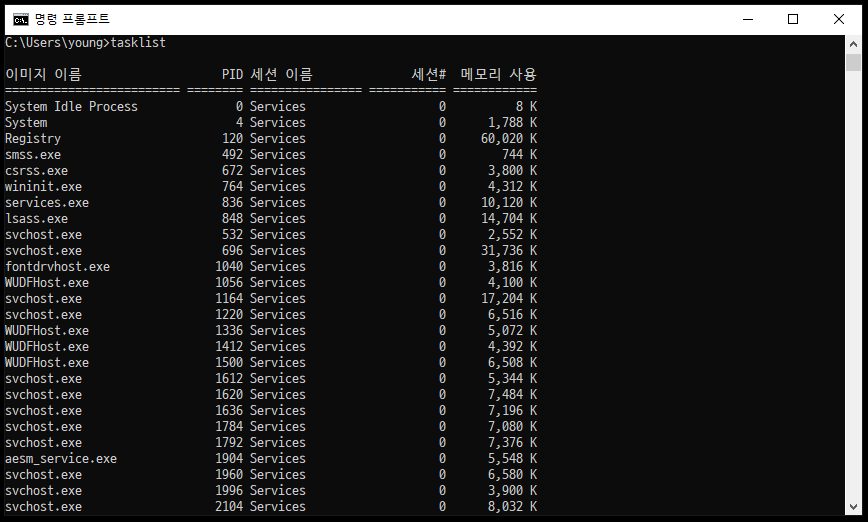 명령 프롬프트
C:\Users\young>tasklist
이미지 이름                    PID 세션 이름              세션#  메모리 사용
========================= ======== ================ =========== ============
System Idle Process              0 Services                   0          8 K
System                           4 Services                   0      1,788 K
Registry                       120 Services                   0     60,020 K
smss.exe                       492 Services                   0        744 K
csrss.exe                      672 Services                   0      3,800 K
wininit.exe                    764 Services                   0      4,312 K
services.exe                   836 Services                   0     10,120 K
lsass.exe                      848 Services                   0     14,704 K
svchost.exe                    532 Services                   0      2,552 K
svchost.exe                    696 Services                   0     31,736 K
fontdrvhost.exe               1040 Services                   0      3,816 K
WUDFHost.exe                  1056 Services                   0      4,100 K
svchost.exe                   1164 Services                   0     17,204 K
svchost.exe                   1220 Services                   0      6,516 K
WUDFHost.exe                  1336 Services                   0      5,072 K
WUDFHost.exe                  1412 Services                   0      4,392 K
WUDFHost.exe                  1500 Services                   0      6,508 K
svchost.exe                   1612 Services                   0      5,344 K
svchost.exe                   1620 Services                   0      7,484 K
svchost.exe                   1636 Services                   0      7,196 K
svchost.exe                   1784 Services                   0      7,080 K
svchost.exe                   1792 Services                   0      7,376 K
aesm_service.exe              1904 Services                   0      5,548 K
svchost.exe                   1960 Services                   0      6,580 K
svchost.exe                   1996 Services                   0      3,900 K
svchost.exe                   2104 Services                   0      8,032 K